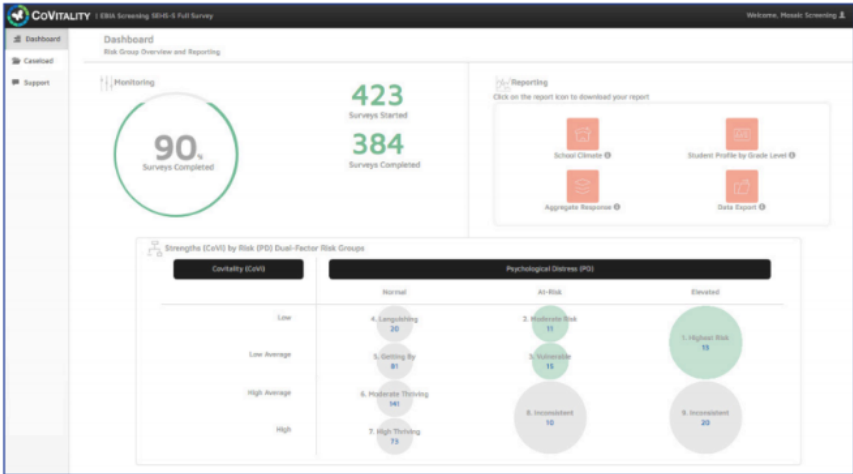 CoVitality | EBIA Screening SEHS-S Full Survey
Welcome, Mosaic Screening
Dashboard
Caseload
Support
Dashboard
Risk Group Overview and Reporting
Monitoring
90%
Surveys Completed
423
Surveys Started
384
Surveys Completed
Reporting
Click on the report icon to download your report
School Climate
Student Profile by Grade Level
Aggregate Response
Data Export
Strengths (CoVi) by Risk (PD) Dual-Factor Risk Groups
Covitality (CoVi)
Psychological Distress (PD)
Normal
At-Risk
Elevated
Low
4. Languishing
20
2. Moderate Risk
11
1. Highest Risk
15
Low Average
5. Getting By
81
3. Vulnerable
15
High Average
6. Moderate Thriving
141
8. Inconsistent
10
9. Inconsistent
20
High
7. High Thriving
73